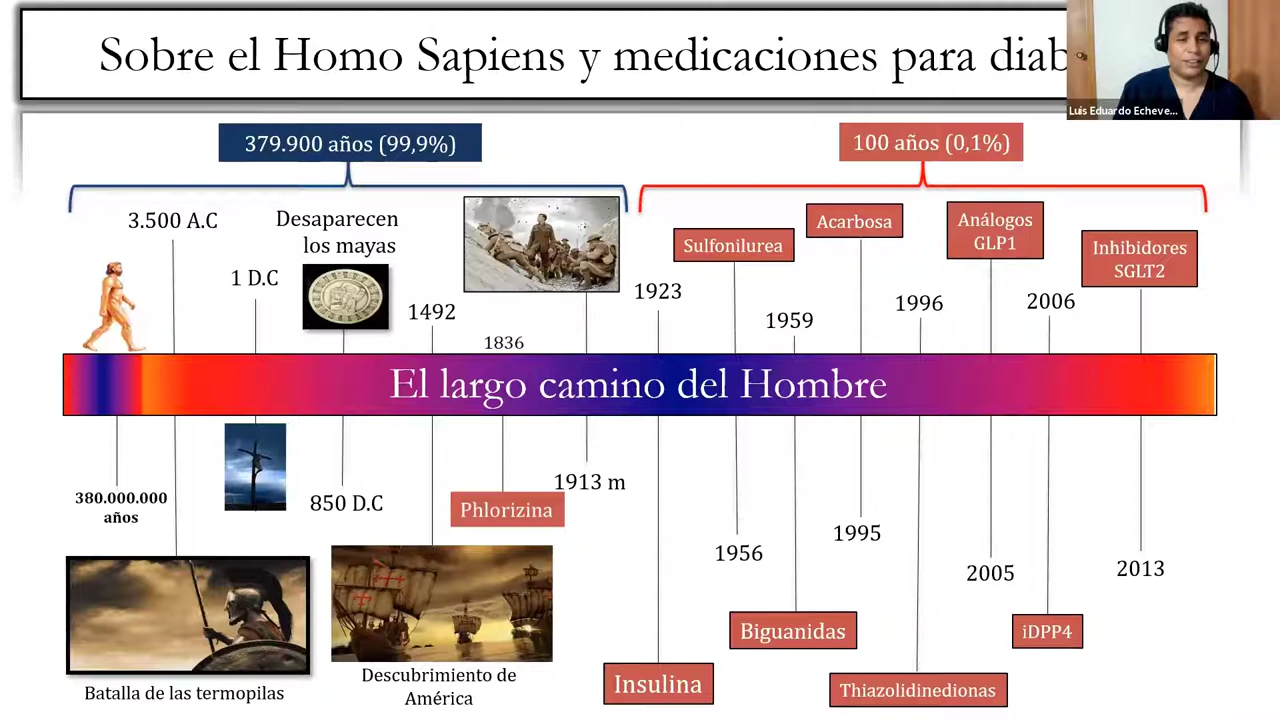 Sobre el Homo Sapiens y medicaciones para diab
Luis Eduardo Echeve...
379.900 años (99,9%)
100 años (0,1%)
3.500 A.C
Desaparecen
los mayas
1 D.C
1492
1836
1923
Sulfonilurea
1959
Acarbosa
1996
Análogos
GLP1
2006
Inhibidores
SGLT2
El largo camino del Hombre
380.000.000
años
850 D.C
Phlorizina
1913 m
1956
1995
2005
2013
Batalla de las termopilas
Descubrimiento de
América
Insulina
Biguanidas
Thiazolidinedionas
iDPP4